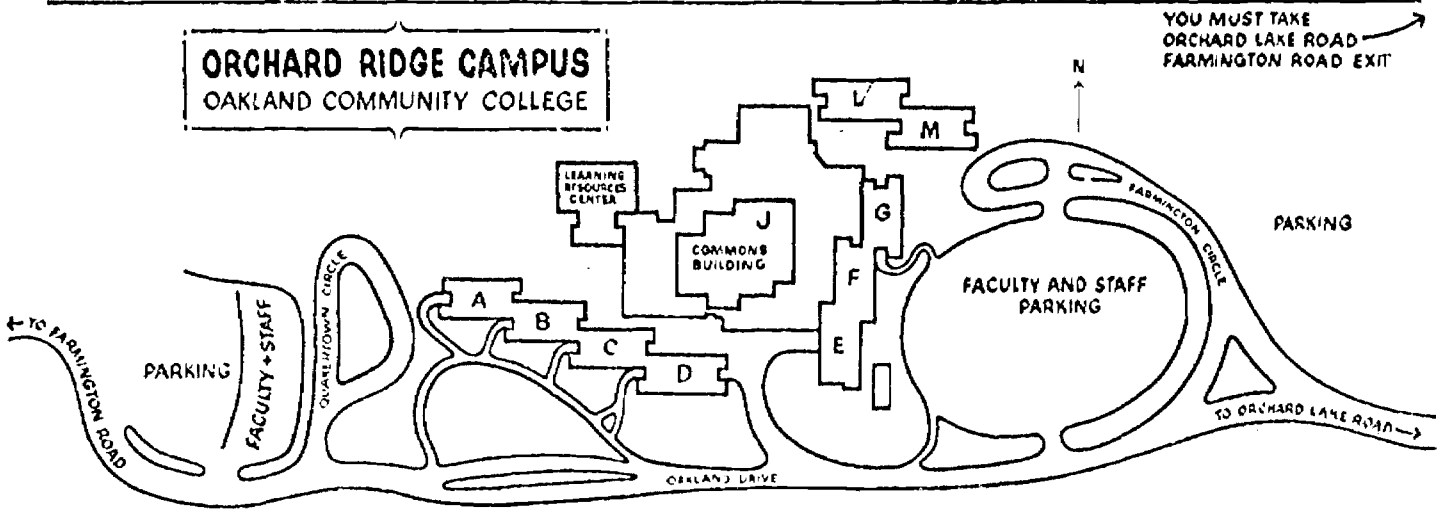 YOU MUST TAKE
ORCHARD LAKE ROAD
FARMINGTON ROAD EXIT
ORCHARD RIDGE CAMPUS
OAKLAND COMMUNITY COLLEGE
N
L
M
LEARNING
RESOURCES
CENTER
G
J
COMMONS
BUILDING
F
E
A
B
C
D
FARMINGTON CIRCLE
PARKING
FACULTY AND STAFF
PARKING
QUAKERTOWN CIRCLE
FACULTY + STAFF
PARKING
← TO FARMINGTON ROAD
TO ORCHARD LAKE ROAD →
OAKLAND DRIVE